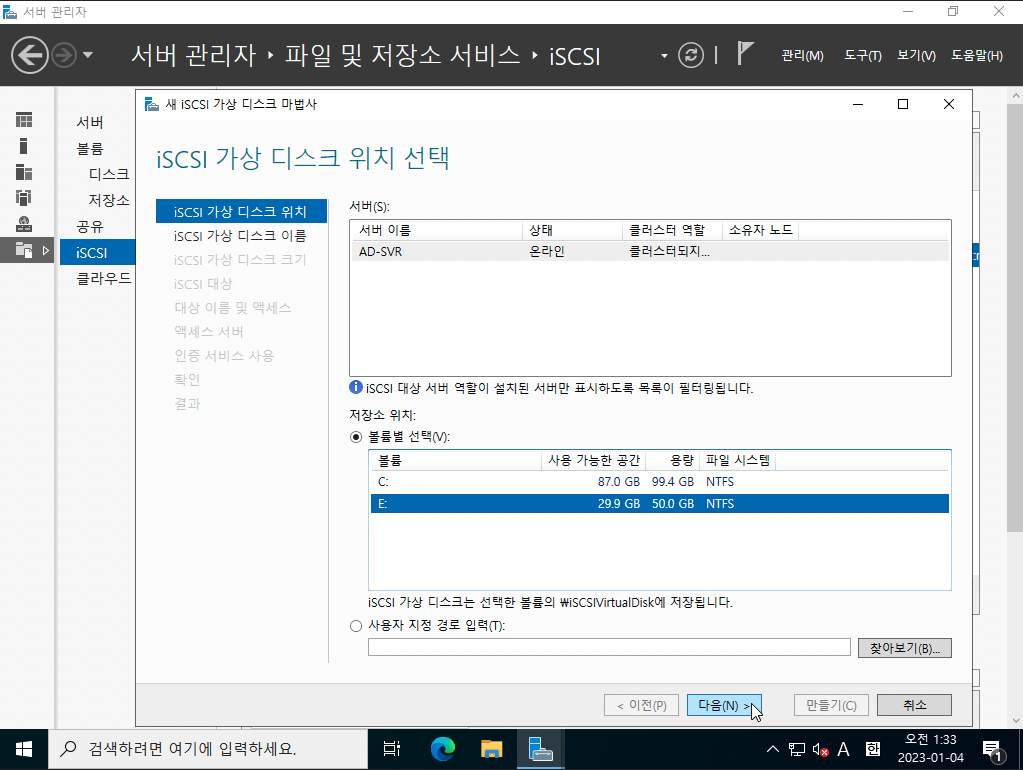 서버 관리자
서버 관리자 ‣ 파일 및 저장소 서비스 ‣ iSCSI
관리(M) 도구(T) 보기(V) 도움말(H)
서버
볼륨
디스크
저장소
공유
iSCSI
클라우드
새 iSCSI 가상 디스크 마법사
iSCSI 가상 디스크 위치 선택
iSCSI 가상 디스크 위치
iSCSI 가상 디스크 이름
iSCSI 가상 디스크 크기
iSCSI 대상
대상 이름 및 액세스
액세스 서버
인증 서비스 사용
확인
결과
서버(S):
서버 이름 상태 클러스터 역할 소유자 노드
AD-SVR 온라인 클러스터되지...
iSCSI 대상 서버 역할이 설치된 서버만 표시하도록 목록이 필터링됩니다.
저장소 위치:
볼륨별 선택(V):
볼륨 사용 가능한 공간 용량 파일 시스템
C: 87.0 GB 99.4 GB NTFS
E: 29.9 GB 50.0 GB NTFS
iSCSI 가상 디스크는 선택한 볼륨의 ₩iSCSIVirtualDisk에 저장됩니다.
사용자 지정 경로 입력(T):
찾아보기(B)...
< 이전(P) 다음(N) > 만들기(C) 취소
검색하려면 여기에 입력하세요.
A 한
오전 1:33
2023-01-04
1